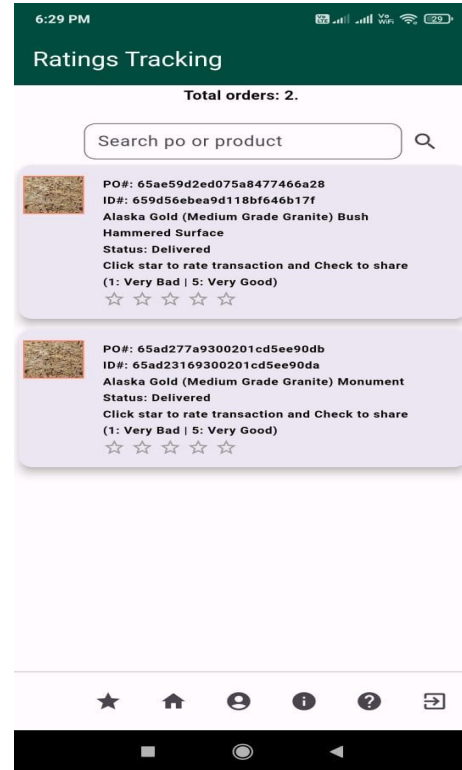 6:29 PM
Vo WiFi 29
Ratings Tracking
Total orders: 2.
Search po or product
PO#: 65ae59d2ed075a8477466a28
ID#: 659d56ebea9d118bf646b17f
Alaska Gold (Medium Grade Granite) Bush
Hammered Surface
Status: Delivered
Click star to rate transaction and Check to share
(1: Very Bad | 5: Very Good)
PO#: 65ad277a9300201cd5ee90db
ID#: 65ad23169300201cd5ee90da
Alaska Gold (Medium Grade Granite) Monument
Status: Delivered
Click star to rate transaction and Check to share
(1: Very Bad | 5: Very Good)